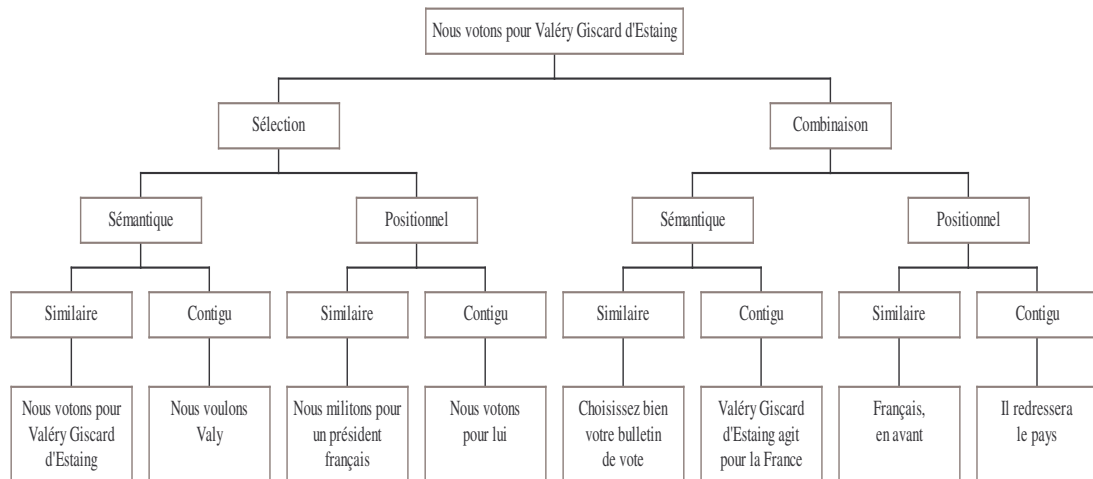 Nous votons pour Valéry Giscard d'Estaing
Sélection
Combinaison
Sémantique
Positionnel
Sémantique
Positionnel
Similaire
Contigu
Similaire
Contigu
Similaire
Contigu
Similaire
Contigu
Nous votons pour
Valéry Giscard
d'Estaing
Nous voulons
Valy
Nous militons pour
un président
français
Nous votons
pour lui
Choisissez bien
votre bulletin
de vote
Valéry Giscard
d'Estaing agit
pour la France
Français,
en avant
Il redressera
le pays